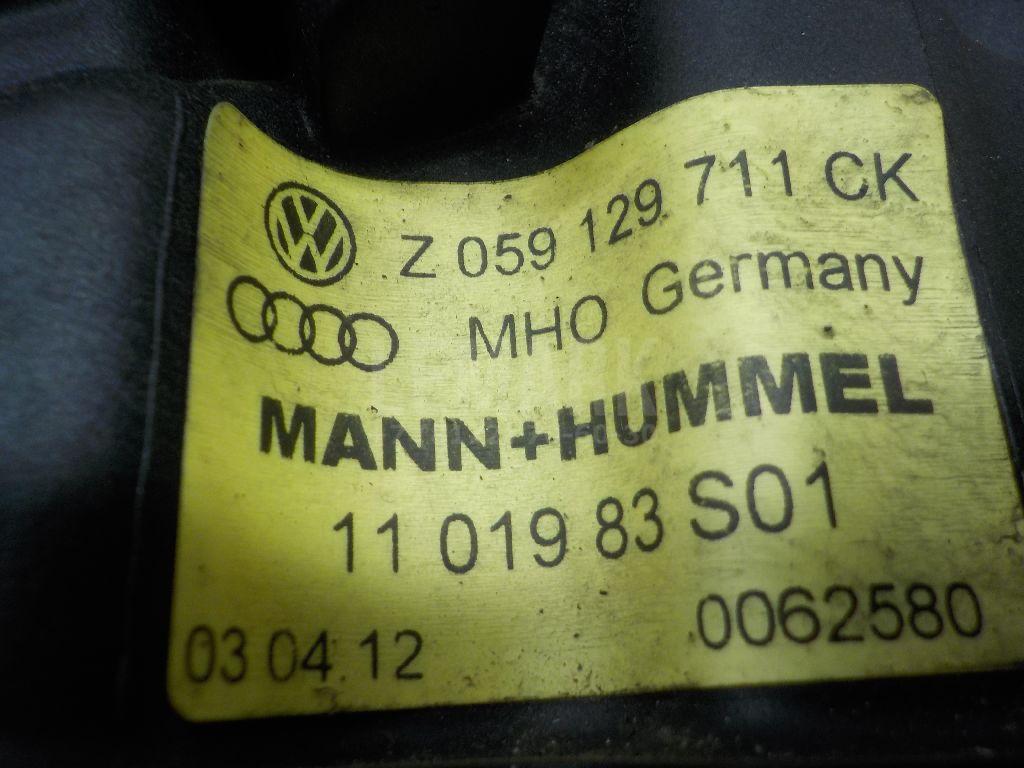 Z 059 129 711 CK
MHO Germany
MANN+HUMMEL
11 019 83 S01
03 04 12 0062580